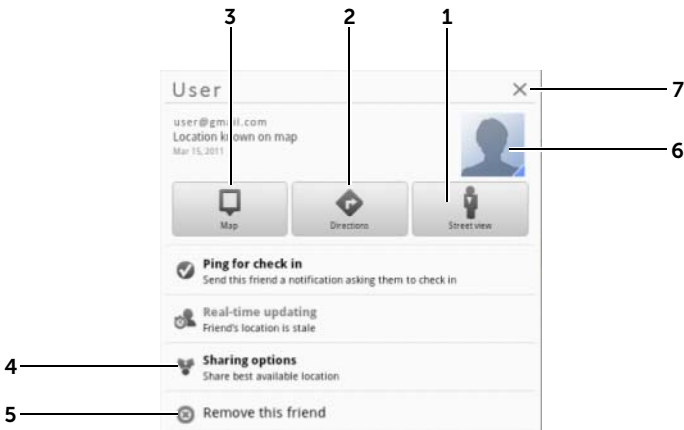 3 2 1
User
7
user@gmail.com
Location known on map
Mar 15, 2011
6
Map Directions Street view
Ping for check in
Send this friend a notification asking them to check in
Real-time updating
Friend's location is stale
4
Sharing options
Share best available location
5
Remove this friend